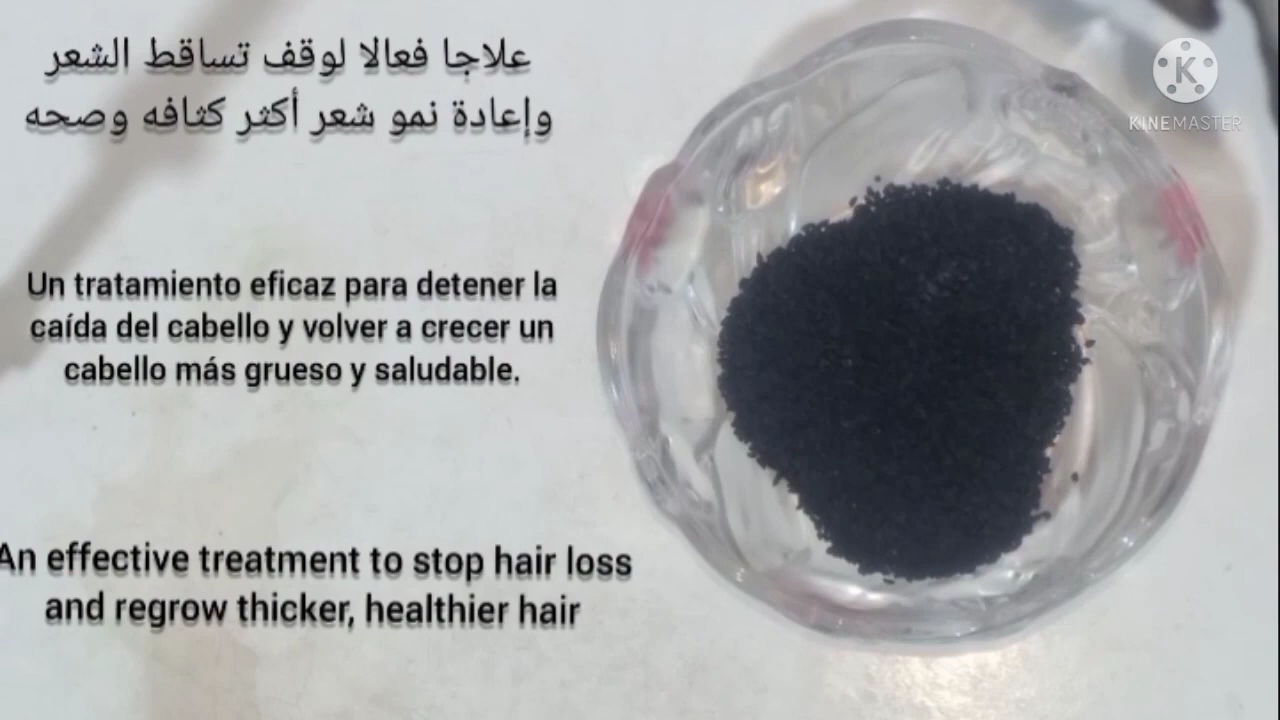 علاجا فعالا لوقف تساقط الشعر
وإعادة نمو شعر أكثر كثافه وصحه
Un tratamiento eficaz para detener la
caída del cabello y volver a crecer un
cabello más grueso y saludable.
An effective treatment to stop hair loss
and regrow thicker, healthier hair
K
KINEMASTER